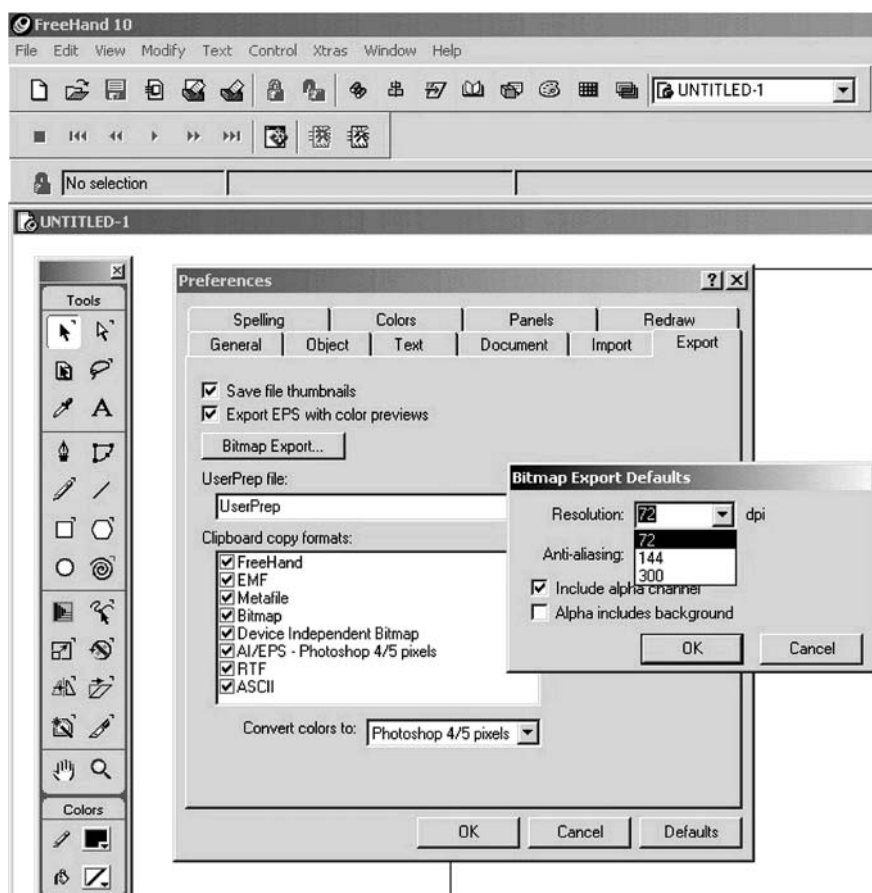 FreeHand 10
File Edit View Modify Text Control Xtras Window Help
UNTITLED-1
No selection
UNTITLED-1
Tools
Colors
Preferences
Spelling Colors Panels Redraw
General Object Text Document Import Export
Save file thumbnails
Export EPS with color previews
Bitmap Export...
UserPrep file:
UserPrep
Clipboard copy formats:
FreeHand
EMF
Metafile
Bitmap
Device Independent Bitmap
AI/EPS - Photoshop 4/5 pixels
RTF
ASCII
Convert colors to: Photoshop 4/5 pixels
OK Cancel Defaults
Bitmap Export Defaults
Resolution: 72 dpi
72
Anti-aliasing: 144
300
Include alpha channel
Alpha includes background
OK Cancel